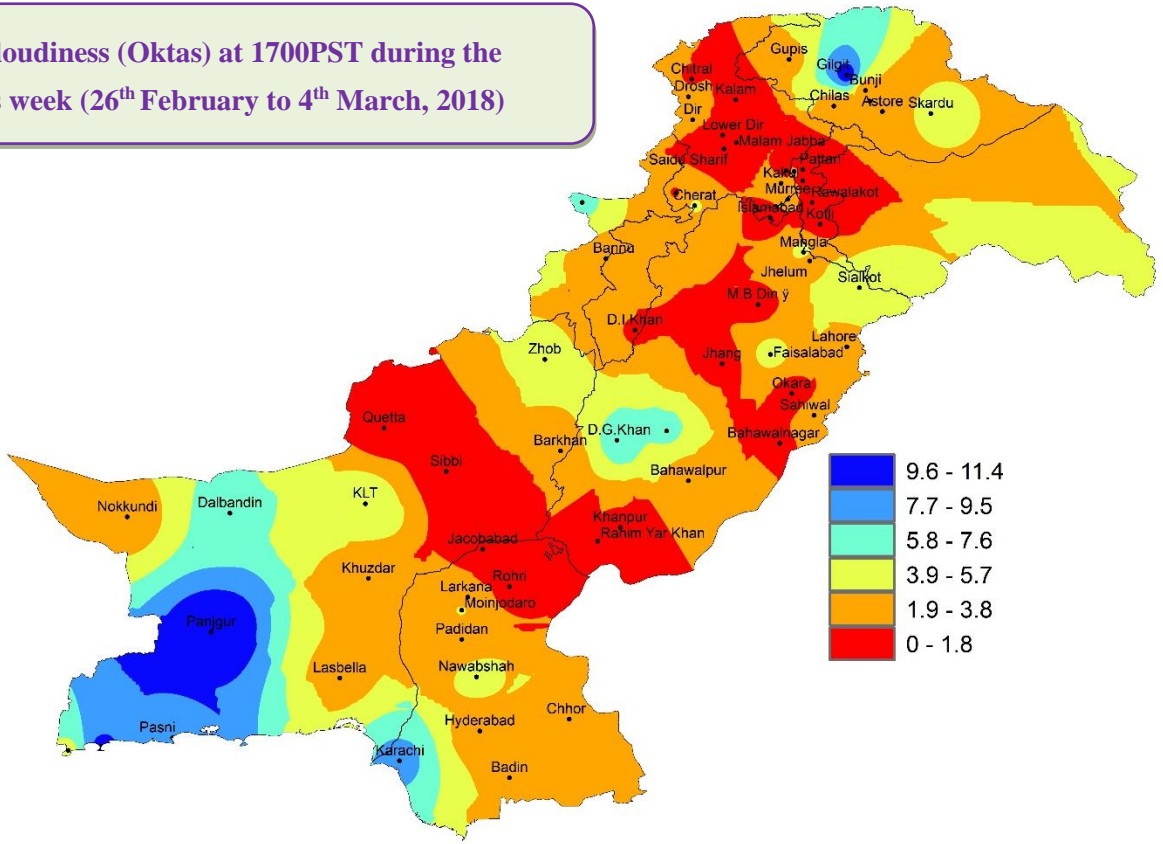 loudiness (Oktas) at 1700PST during the
week (26th February to 4th March, 2018)
Gupis
Gilgit
Bunji
Chitral
Drosh
Kalam
Chilas
Astore
Skardu
Dir
Lower Dir
Malam Jabba
Saidu Sharif
Pattan
Kakul
Murree
Rawalakot
Cherat
Islamabad
Kotli
Bannu
Mangla
Jhelum
Sialkot
M.B.Din ÿ
D.I.Khan
Lahore
Zhob
Jhang
Faisalabad
Okara
Sahiwal
Quetta
D.G.Khan
Bahawalnagar
Barkhan
Sibbi
Bahawalpur
KLT
Nokkundi
Dalbandin
Khanpur
Rahim Yar Khan
Jacobabad
Khuzdar
Rohri
Larkana
Moinjodaro
Panjgur
Padidan
Lasbella
Nawabshah
Chhor
Pasni
Hyderabad
Karachi
Badin
9.6 - 11.4
7.7 - 9.5
5.8 - 7.6
3.9 - 5.7
1.9 - 3.8
0 - 1.8